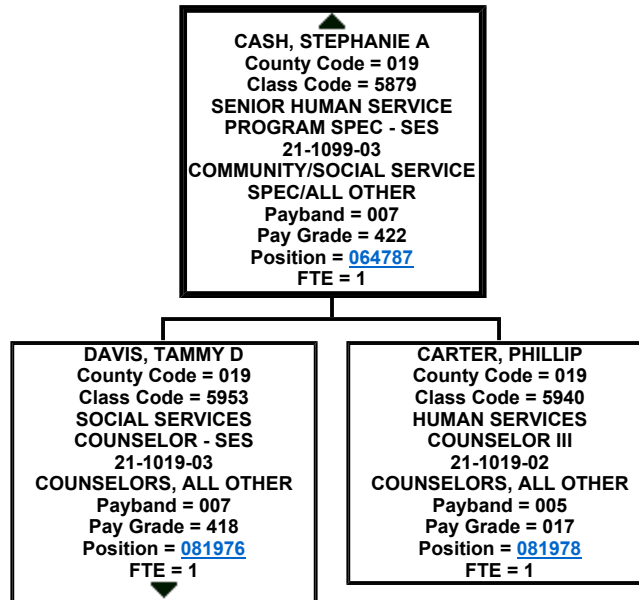 CASH, STEPHANIE A
County Code = 019
Class Code = 5879
SENIOR HUMAN SERVICE
PROGRAM SPEC - SES
21-1099-03
COMMUNITY/SOCIAL SERVICE
SPEC/ALL OTHER
Payband = 007
Pay Grade = 422
Position = 064787
FTE = 1
DAVIS, TAMMY D
County Code = 019
Class Code = 5953
SOCIAL SERVICES
COUNSELOR - SES
21-1019-03
COUNSELORS, ALL OTHER
Payband = 007
Pay Grade = 418
Position = 081976
FTE = 1
CARTER, PHILLIP
County Code = 019
Class Code = 5940
HUMAN SERVICES
COUNSELOR III
21-1019-02
COUNSELORS, ALL OTHER
Payband = 005
Pay Grade = 017
Position = 081978
FTE = 1